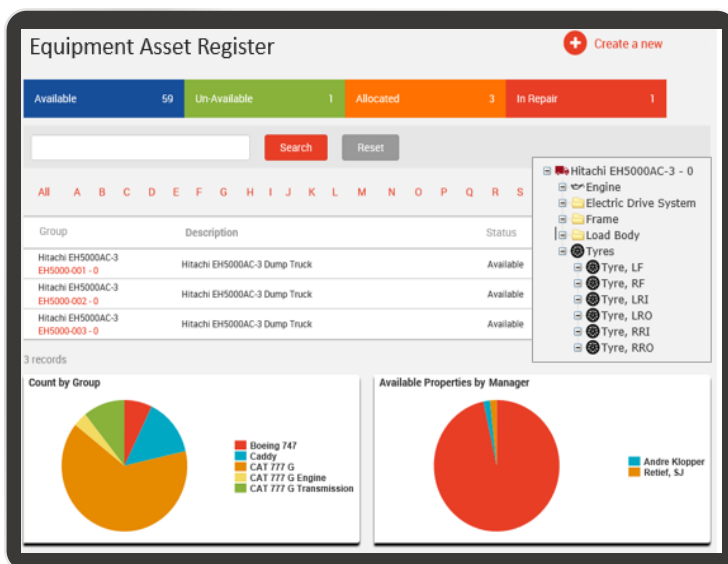 Equipment Asset Register
Create a new
Available 59 Un-Available 1 Allocated 3 In Repair 1
Search Reset
All A B C D E F G H I J K L M N O P Q R S
Group Description Status
Hitachi EH5000AC-3
EH5000-001 - 0 Hitachi EH5000AC-3 Dump Truck Available
Hitachi EH5000AC-3
EH5000-002 - 0 Hitachi EH5000AC-3 Dump Truck Available
Hitachi EH5000AC-3
EH5000-003 - 0 Hitachi EH5000AC-3 Dump Truck Available
3 records
Hitachi EH5000AC-3 - 0
Engine
Electric Drive System
Frame
Load Body
Tyres
Tyre, LF
Tyre, RF
Tyre, LRI
Tyre, LRO
Tyre, RRI
Tyre, RRO
Count by Group
Boeing 747
Caddy
CAT 777 G
CAT 777 G Engine
CAT 777 G Transmission
Available Properties by Manager
Andre Klopper
Retief, SJ